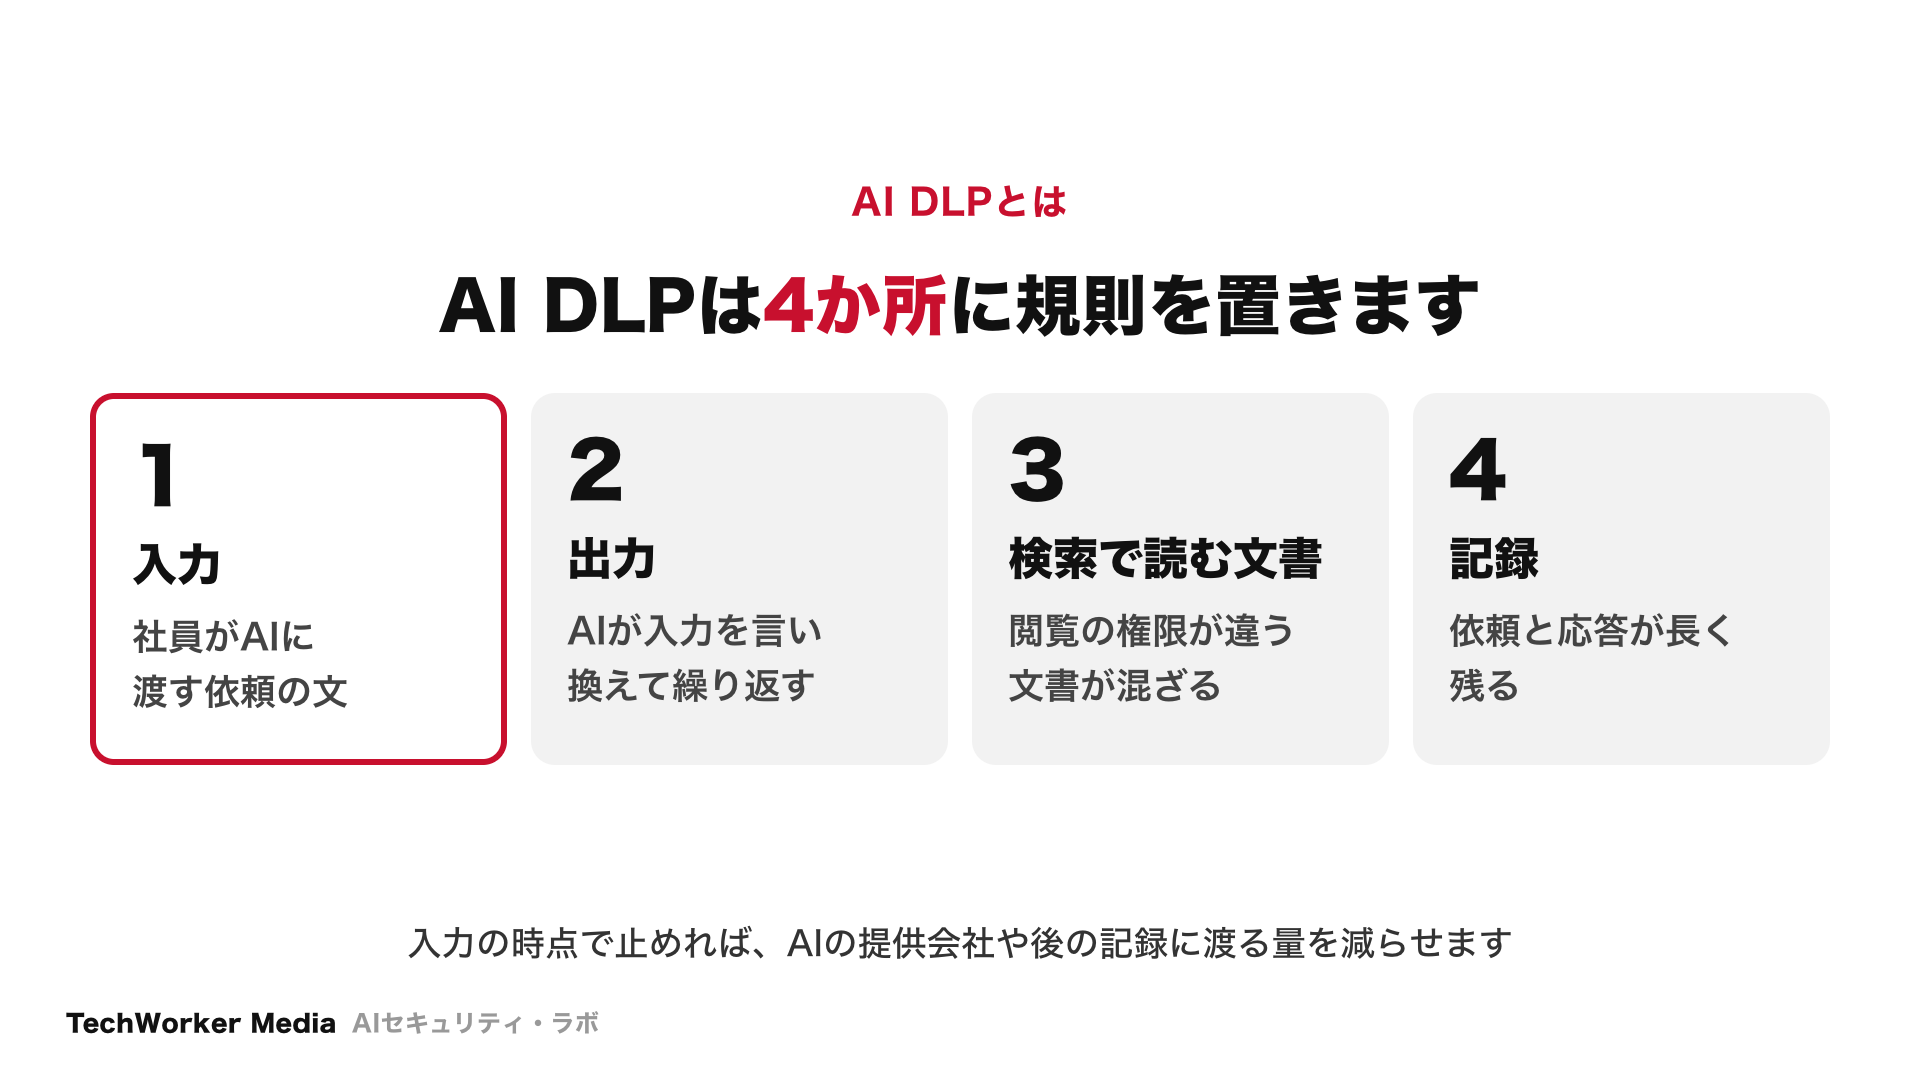 AI DLPとは
AI DLPは4か所に規則を置きます
1
入力
社員がAIに
渡す依頼の文
2
出力
AIが入力を言い
換えて繰り返す
3
検索で読む文書
閲覧の権限が違う
文書が混ざる
4
記録
依頼と応答が長く
残る
入力の時点で止めれば、AIの提供会社や後の記録に渡る量を減らせます
TechWorker Media AIセキュリティ・ラボ